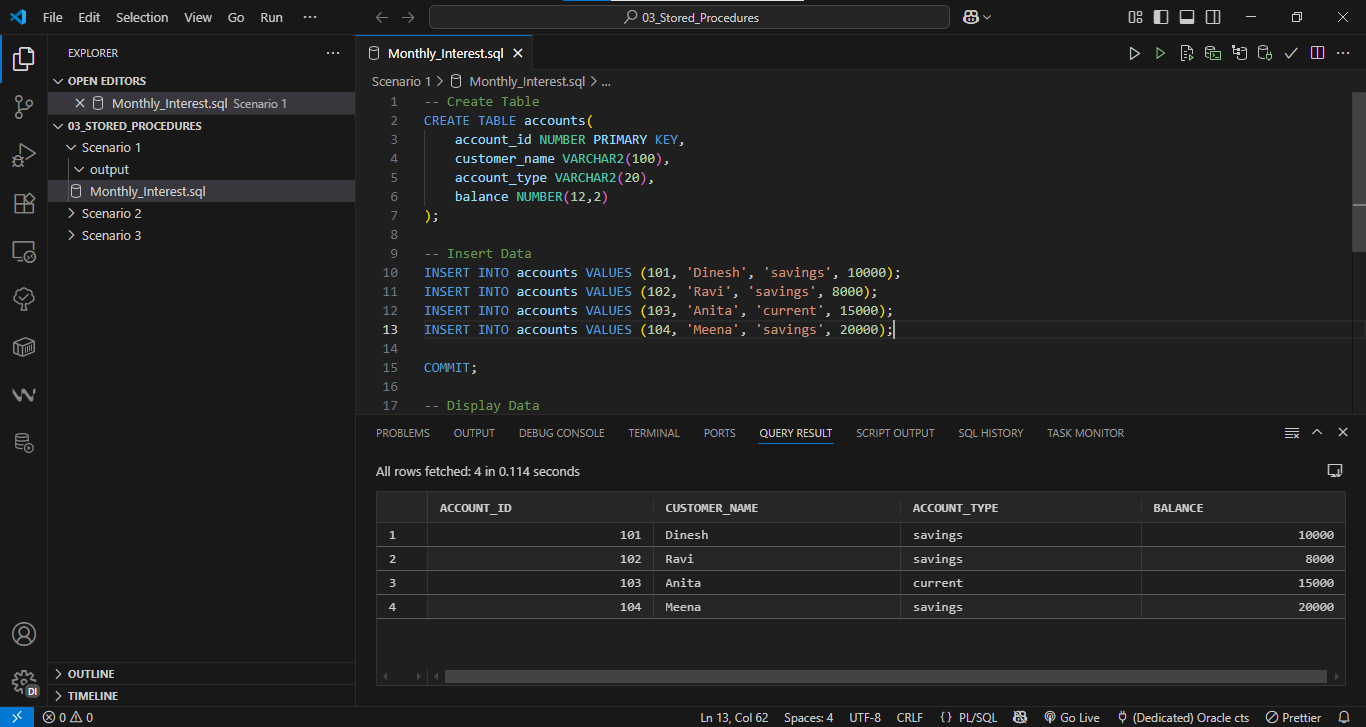 File Edit Selection View Go Run ...
03_Stored_Procedures
EXPLORER
OPEN EDITORS
Monthly_Interest.sql Scenario 1
03_STORED_PROCEDURES
Scenario 1
output
Monthly_Interest.sql
Scenario 2
Scenario 3
OUTLINE
TIMELINE
Monthly_Interest.sql
Scenario 1 > Monthly_Interest.sql > ...
1 -- Create Table
2 CREATE TABLE accounts(
3 account_id NUMBER PRIMARY KEY,
4 customer_name VARCHAR2(100),
5 account_type VARCHAR2(20),
6 balance NUMBER(12,2)
7 );
8
9 -- Insert Data
10 INSERT INTO accounts VALUES (101, 'Dinesh', 'savings', 10000);
11 INSERT INTO accounts VALUES (102, 'Ravi', 'savings', 8000);
12 INSERT INTO accounts VALUES (103, 'Anita', 'current', 15000);
13 INSERT INTO accounts VALUES (104, 'Meena', 'savings', 20000);
14
15 COMMIT;
16
17 -- Display Data
PROBLEMS OUTPUT DEBUG CONSOLE TERMINAL PORTS QUERY RESULT SCRIPT OUTPUT SQL HISTORY TASK MONITOR
All rows fetched: 4 in 0.114 seconds
ACCOUNT_ID CUSTOMER_NAME ACCOUNT_TYPE BALANCE
1 101 Dinesh savings 10000
2 102 Ravi savings 8000
3 103 Anita current 15000
4 104 Meena savings 20000
DI
0 0 Ln 13, Col 62 Spaces: 4 UTF-8 CRLF {} PL/SQL Go Live (Dedicated) Oracle cts Prettier